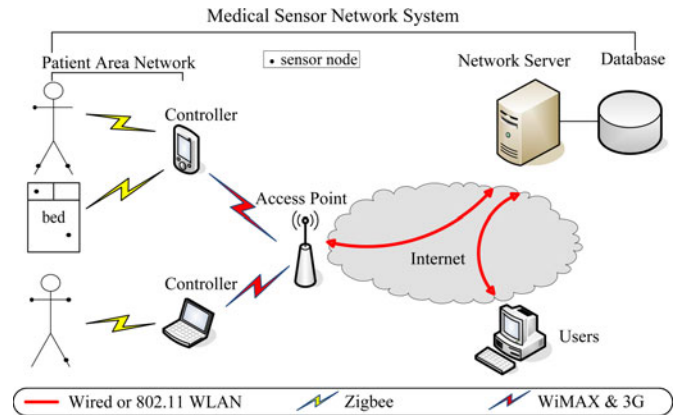 Medical Sensor Network System
Patient Area Network
• sensor node
Network Server
Database
Controller
bed
Access Point
Internet
Controller
Users
Wired or 802.11 WLAN
Zigbee
WiMAX & 3G